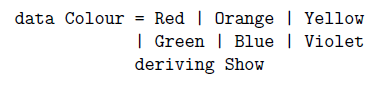 data Colour = Red | Orange | Yellow
            | Green | Blue | Violet
            deriving Show